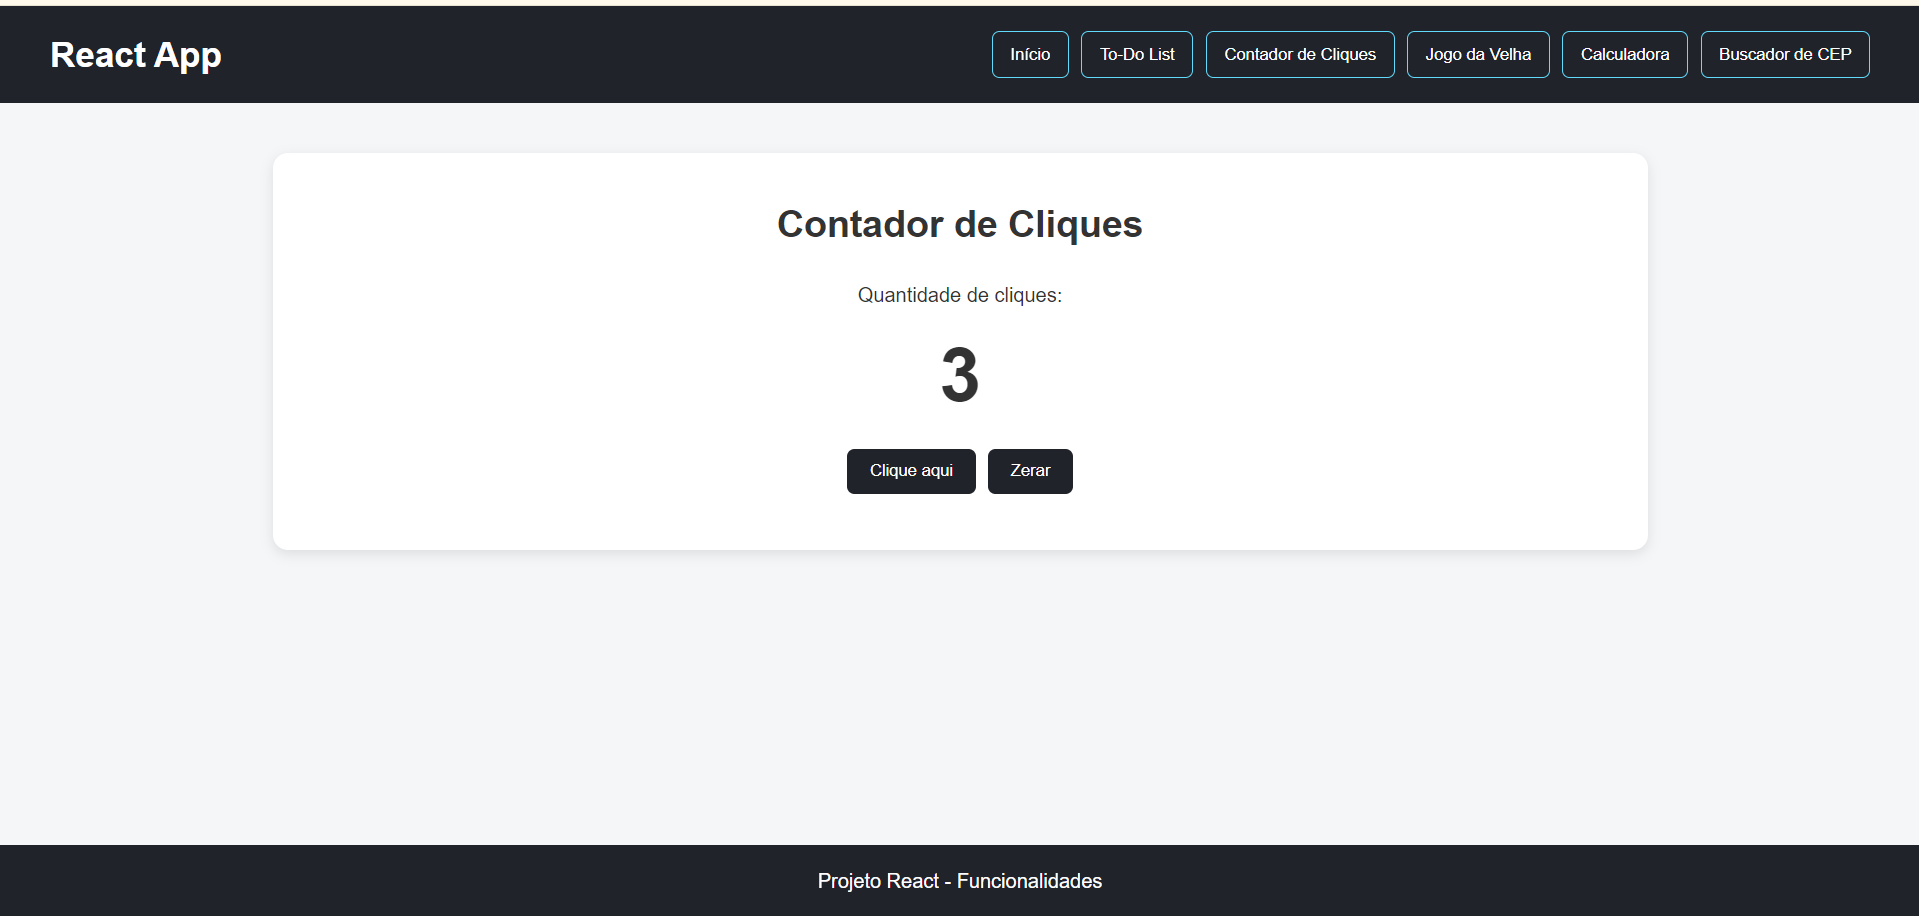 React App
Início To-Do List Contador de Cliques Jogo da Velha Calculadora Buscador de CEP
Contador de Cliques
Quantidade de cliques:
3
Clique aqui Zerar
Projeto React - Funcionalidades